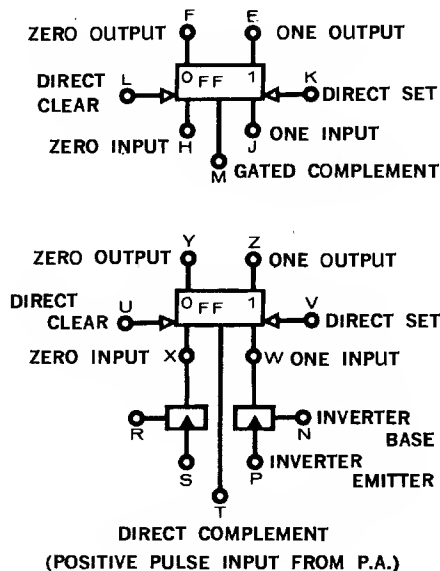 F E
ZERO OUTPUT ONE OUTPUT
DIRECT CLEAR L 0 FF 1 K DIRECT SET
ZERO INPUT H J ONE INPUT
M GATED COMPLEMENT
Y Z
ZERO OUTPUT ONE OUTPUT
DIRECT CLEAR U 0 FF 1 V DIRECT SET
ZERO INPUT X W ONE INPUT
R N INVERTER BASE
S P INVERTER EMITTER
T
DIRECT COMPLEMENT
(POSITIVE PULSE INPUT FROM P.A.)